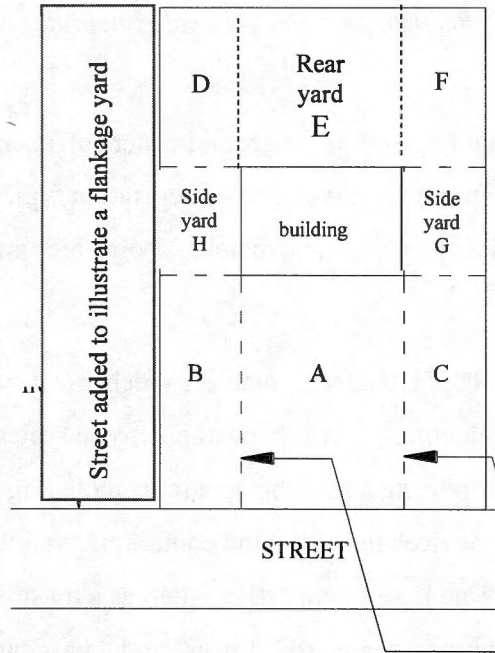 Street added to illustrate a flankage yard
D
Rear
yard
E
F
Side
yard
H
building
Side
yard
G
B
A
C
STREET